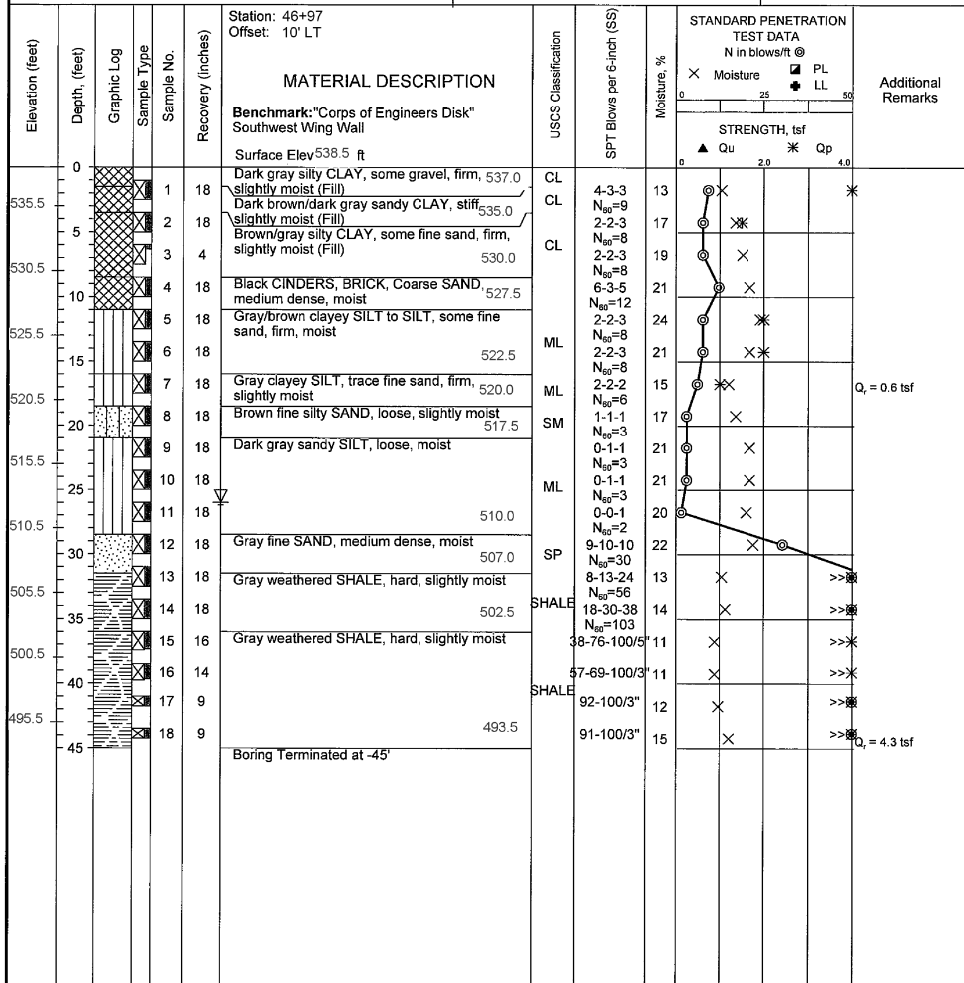 Station: 46+97
Offset: 10' LT
MATERIAL DESCRIPTION
Benchmark:"Corps of Engineers Disk"
Southwest Wing Wall
Surface Elev 538.5 ft
Elevation (feet)
Depth, (feet)
Graphic Log
Sample Type
Sample No.
Recovery (inches)
USCS Classification
SPT Blows per 6-inch (SS)
Moisture, %
STANDARD PENETRATION
TEST DATA
N in blows/ft
Moisture PL
LL
0 25 50
STRENGTH, tsf
Qu Qp
0 2.0 4.0
Additional
Remarks
0
Dark gray silty CLAY, some gravel, firm, 537.0 CL
1 18 slightly moist (Fill) 4-3-3 13
535.5 Dark brown/dark gray sandy CLAY, stiff, 535.0 CL N60=9
2 18 slightly moist (Fill) 2-2-3 17
5 Brown/gray silty CLAY, some fine sand, firm, N60=8
3 4 slightly moist (Fill) 530.0 CL 2-2-3 19
530.5 N60=8
4 18 Black CINDERS, BRICK, Coarse SAND, 527.5 6-3-5 21
10 medium dense, moist N60=12
5 18 Gray/brown clayey SILT to SILT, some fine 2-2-3 24
525.5 sand, firm, moist N60=8
6 18 522.5 ML 2-2-3 21
15 N60=8
7 18 Gray clayey SILT, trace fine sand, firm, 520.0 ML 2-2-2 15 Qr = 0.6 tsf
520.5 slightly moist N60=6
8 18 Brown fine silty SAND, loose, slightly moist 1-1-1 17
20 517.5 SM N60=3
9 18 Dark gray sandy SILT, loose, moist 0-1-1 21
515.5 N60=3
10 18 ML 0-1-1 21
25 N60=3
11 18 510.0 0-0-1 20
510.5 N60=2
12 18 Gray fine SAND, medium dense, moist 9-10-10 22
30 507.0 SP N60=30
13 18 Gray weathered SHALE, hard, slightly moist 8-13-24 13 >>
505.5 N60=56
14 18 502.5 SHALE 18-30-38 14 >>
35 N60=103
15 16 Gray weathered SHALE, hard, slightly moist 38-76-100/5" 11 >>
500.5
16 14 57-69-100/3" 11 >>
40 SHALE
17 9 92-100/3" 12 >>
495.5
18 9 493.5 91-100/3" 15 >> Qr = 4.3 tsf
45
Boring Terminated at -45'